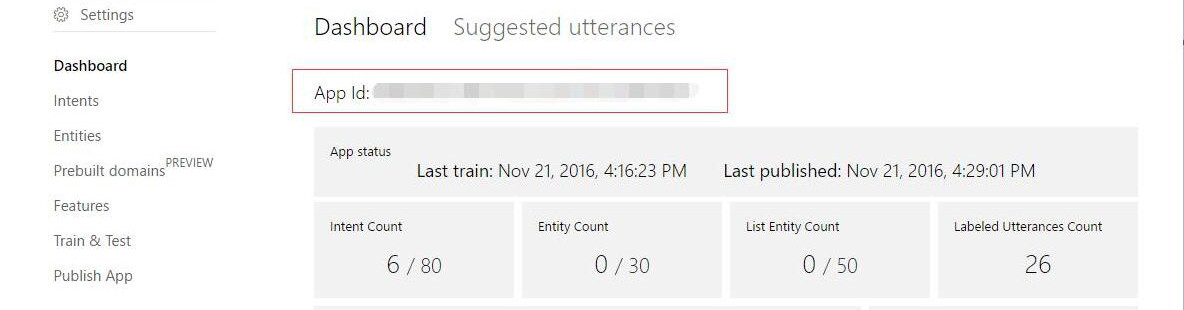 Settings
Dashboard
Intents
Entities
Prebuilt domains PREVIEW
Features
Train & Test
Publish App
Dashboard Suggested utterances
App Id:
App status
Last train: Nov 21, 2016, 4:16:23 PM Last published: Nov 21, 2016, 4:29:01 PM
Intent Count
6 / 80
Entity Count
0 / 30
List Entity Count
0 / 50
Labeled Utterances Count
26